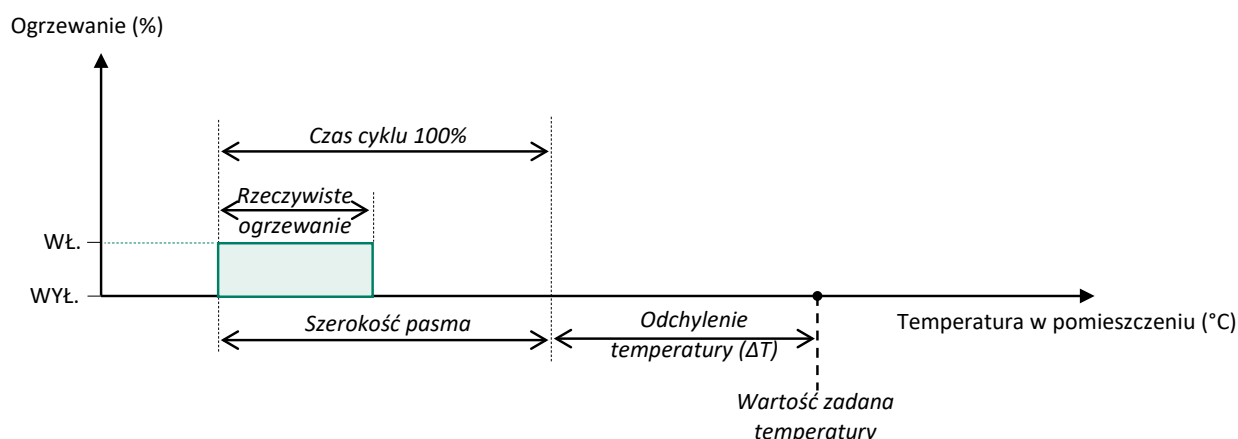 Ogrzewanie (%)
Czas cyklu 100%
Rzeczywiste
ogrzewanie
WŁ.
WYŁ.
Szerokość pasma
Odchylenie
temperatury (ΔT)
Temperatura w pomieszczeniu (°C)
Wartość zadana
temperatury